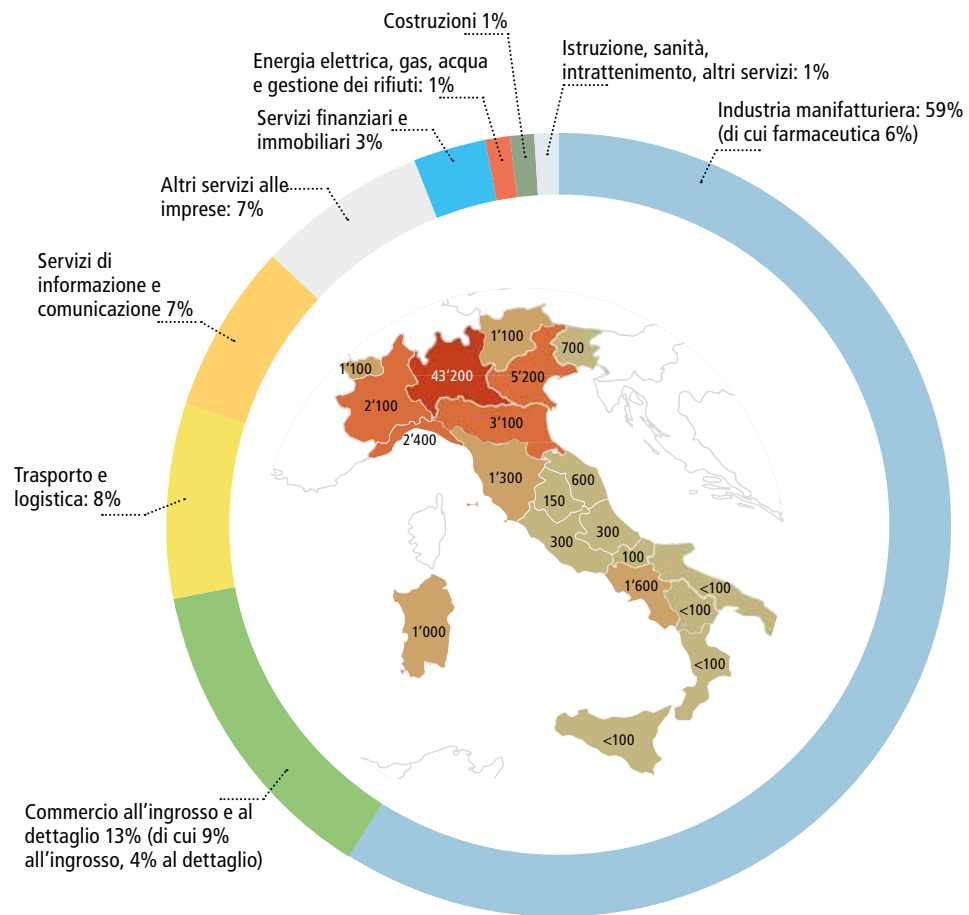 Costruzioni 1%
Energia elettrica, gas, acqua
e gestione dei rifiuti: 1%
Istruzione, sanità,
intrattenimento, altri servizi: 1%
Servizi finanziari e
immobiliari 3%
Industria manifatturiera: 59%
(di cui farmaceutica 6%)
Altri servizi alle
imprese: 7%
Servizi di
informazione e
comunicazione 7%
Trasporto e
logistica: 8%
Commercio all'ingrosso e al
dettaglio 13% (di cui 9%
all'ingrosso, 4% al dettaglio)
1'100
700
1'100
43'200
5'200
2'100
3'100
2'400
1'300
600
150
300
300
100
1'600
<100
<100
1'000
<100
<100